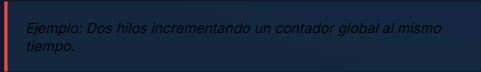 Ejemplo: Dos hilos incrementando un contador global al mismo
tiempo.